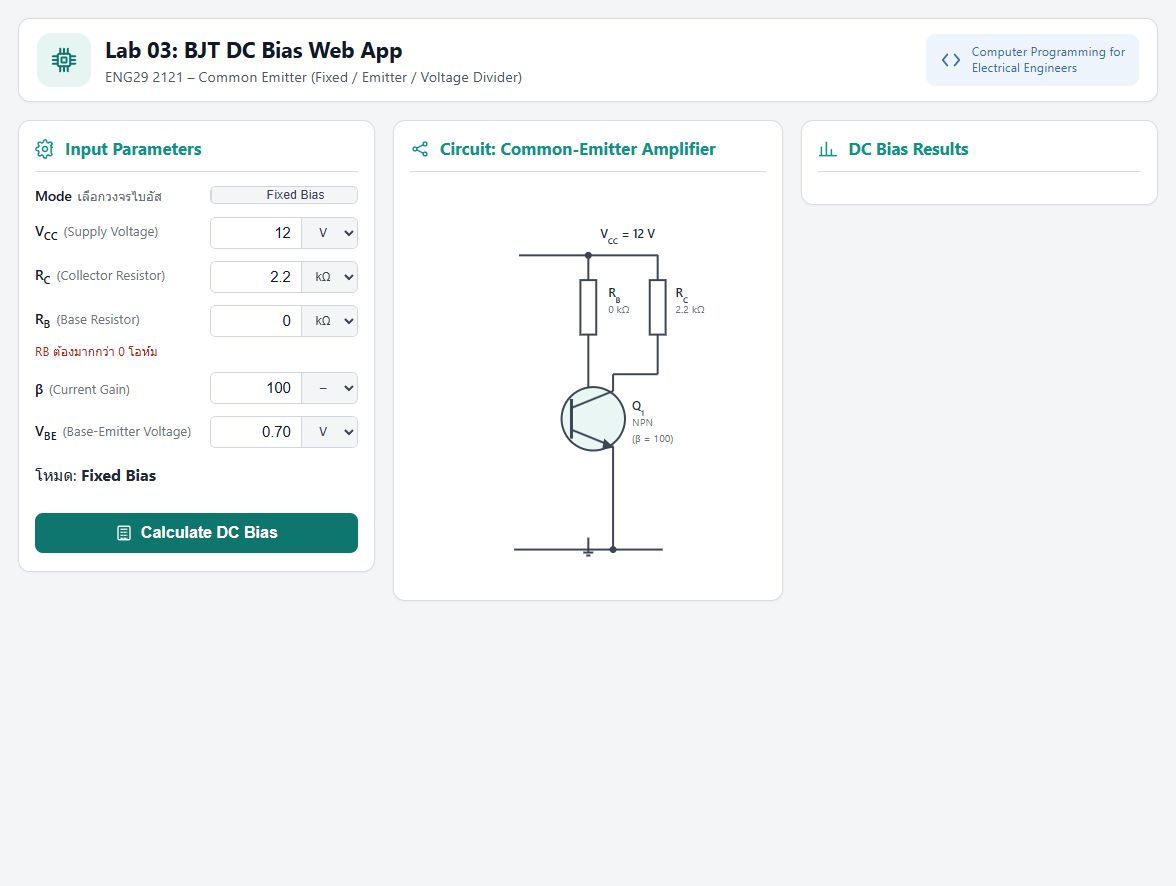 Lab 03: BJT DC Bias Web App
ENG29 2121 – Common Emitter (Fixed / Emitter / Voltage Divider)
Computer Programming for
Electrical Engineers
Input Parameters
Mode เลือกวงจรไบอัส
Fixed Bias
VCC (Supply Voltage)
12 V
RC (Collector Resistor)
2.2 kΩ
RB (Base Resistor)
0 kΩ
RB ต้องมากกว่า 0 โอห์ม
β (Current Gain)
100 –
VBE (Base-Emitter Voltage)
0.70 V
โหมด: Fixed Bias
Calculate DC Bias
Circuit: Common-Emitter Amplifier
VCC = 12 V
RB
0 kΩ
RC
2.2 kΩ
Q1
NPN
(β = 100)
DC Bias Results